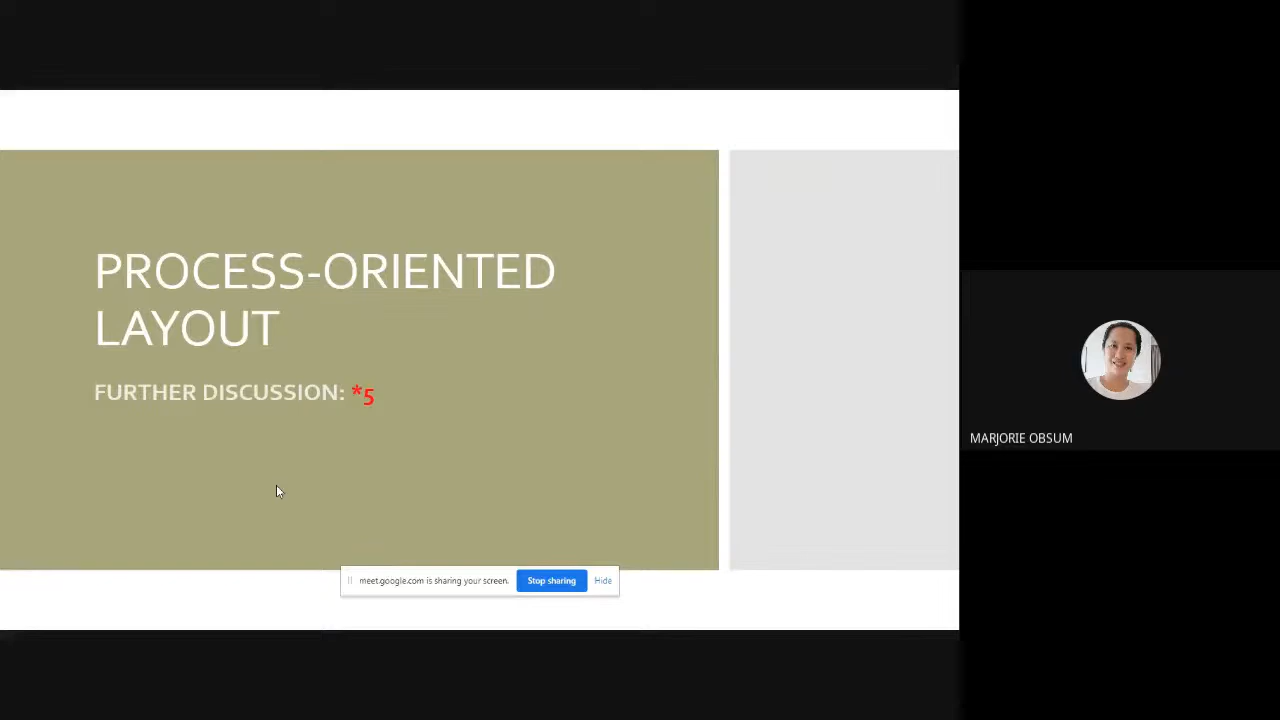 PROCESS-ORIENTED
LAYOUT
FURTHER DISCUSSION: *5
MARJORIE OBSUM
meet.google.com is sharing your screen.
Stop sharing
Hide